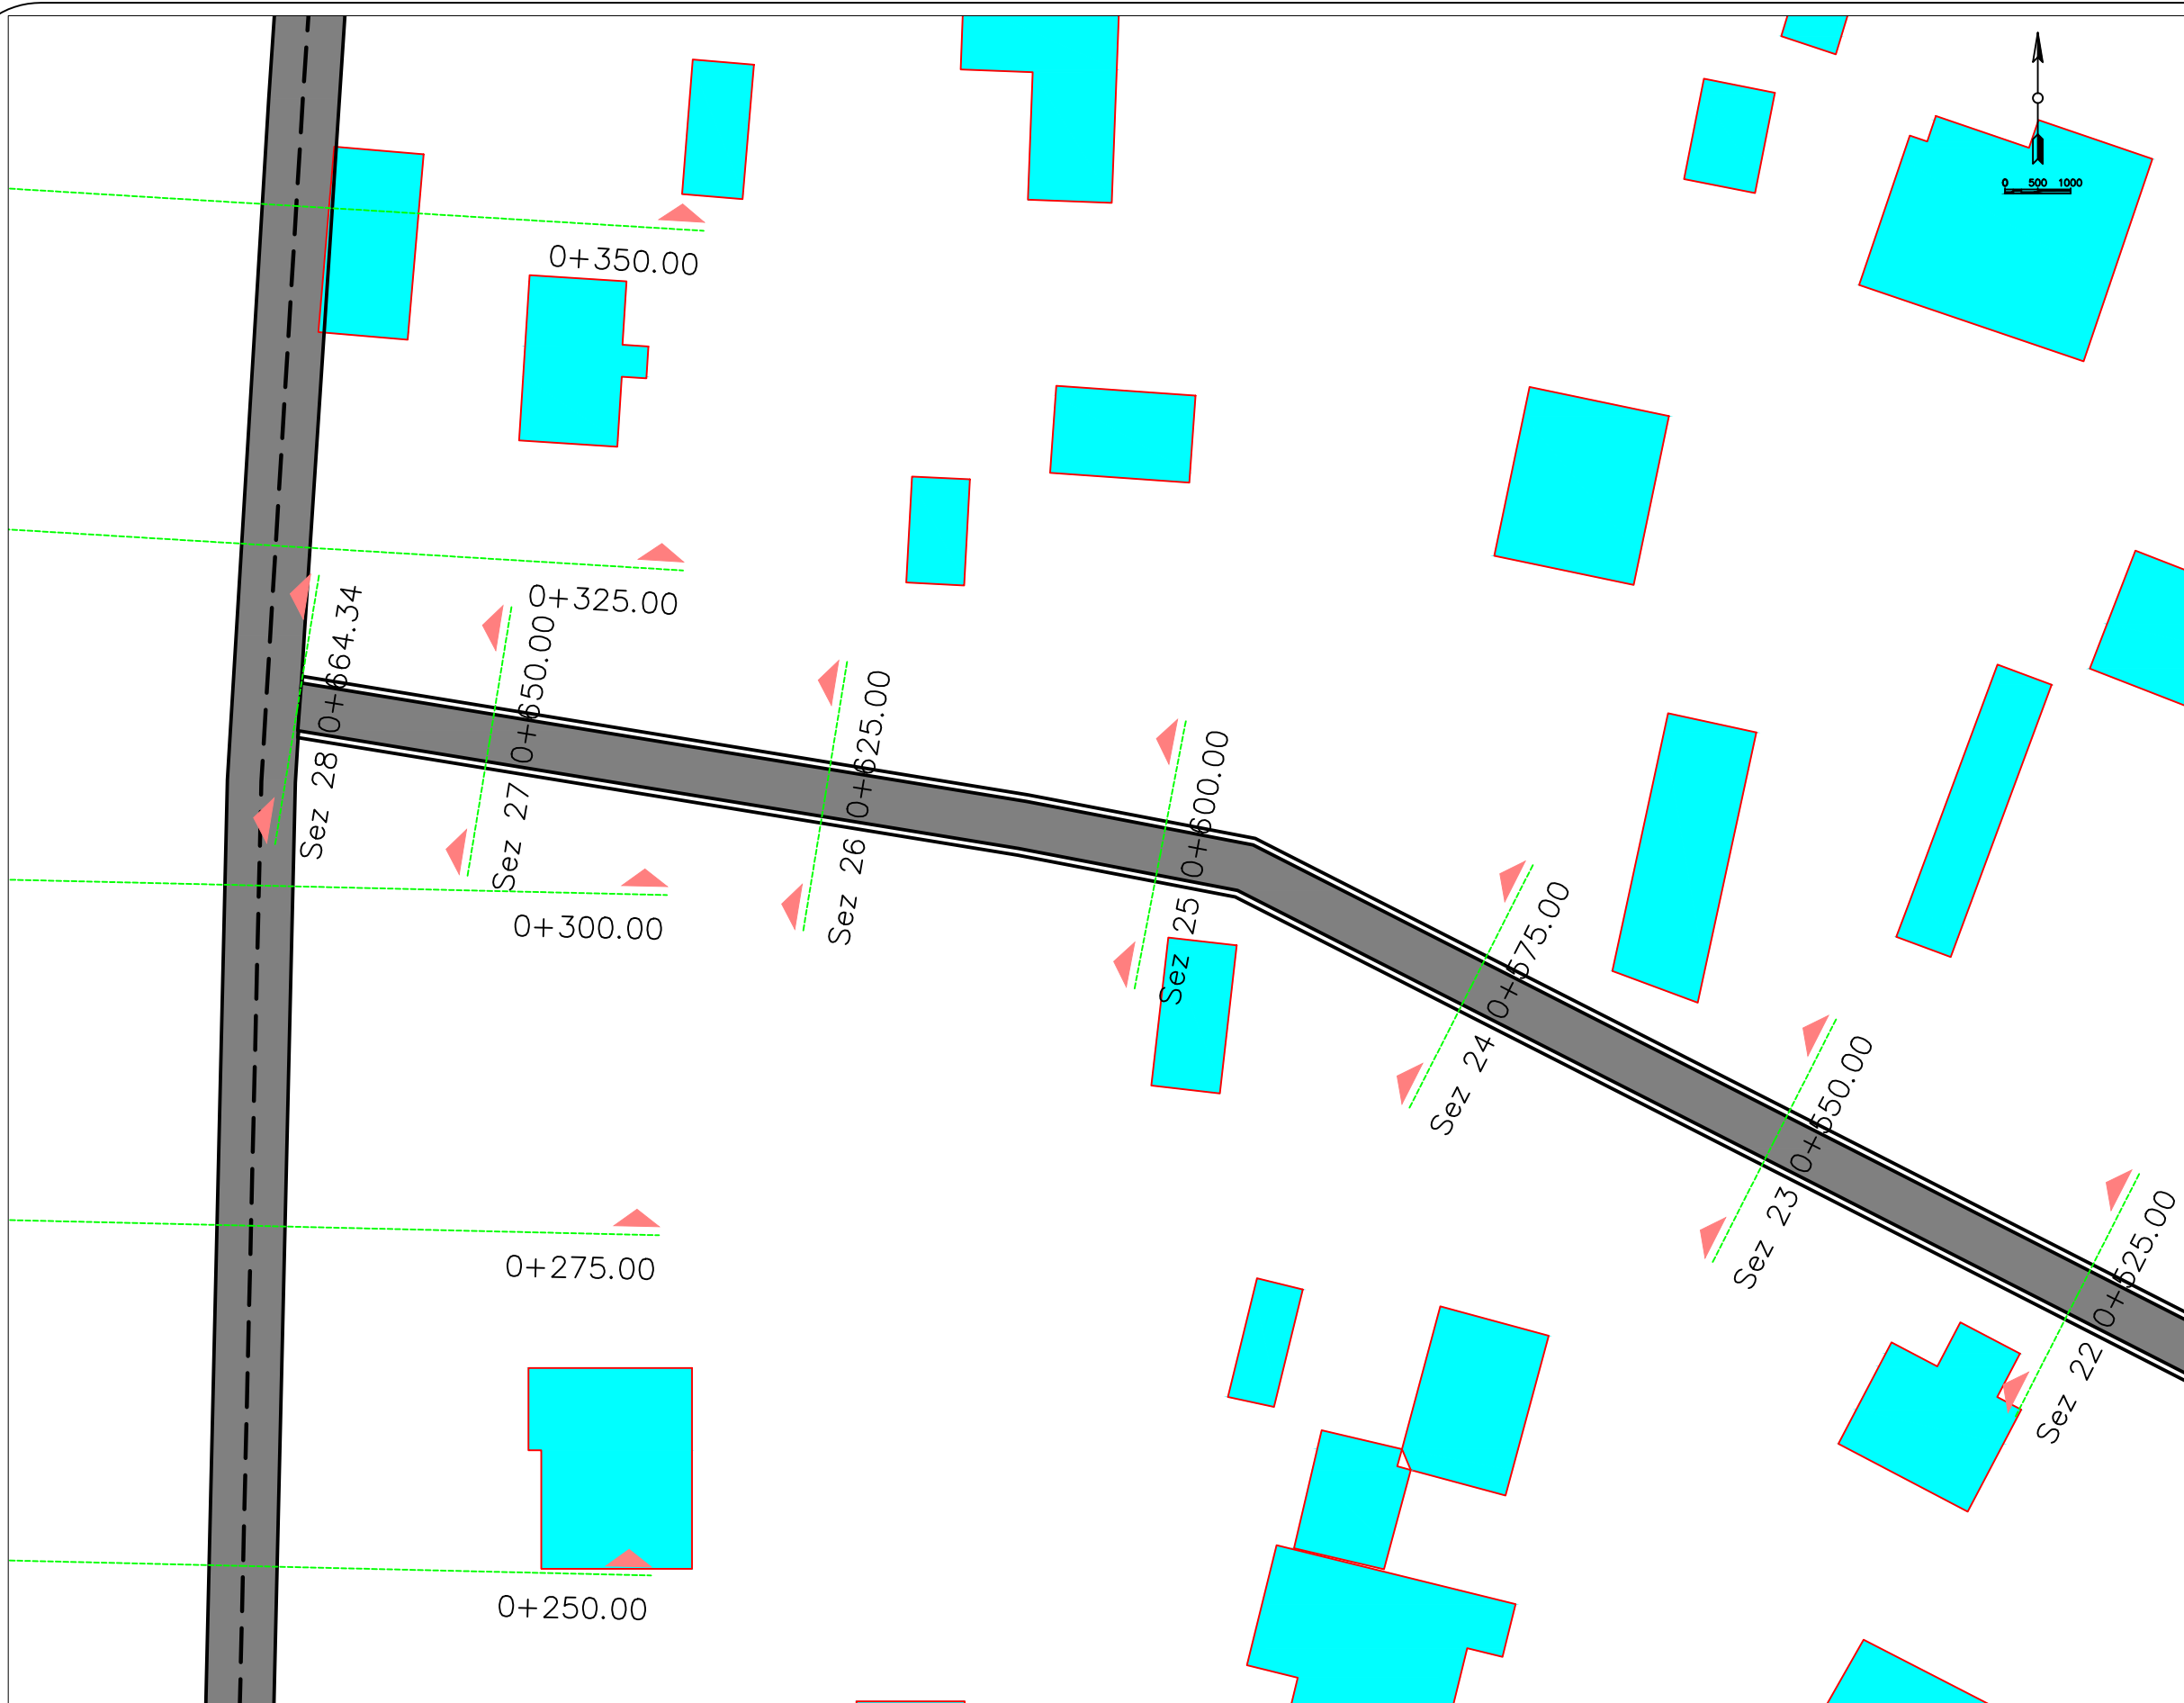 0 500 1000
0+350.00
0+325.00
Sez 28 0+664.34
Sez 27 0+650.00
Sez 26 0+625.00
Sez 25 0+600.00
0+300.00
Sez 24 0+575.00
Sez 23 0+550.00
Sez 22 0+525.00
0+275.00
0+250.00